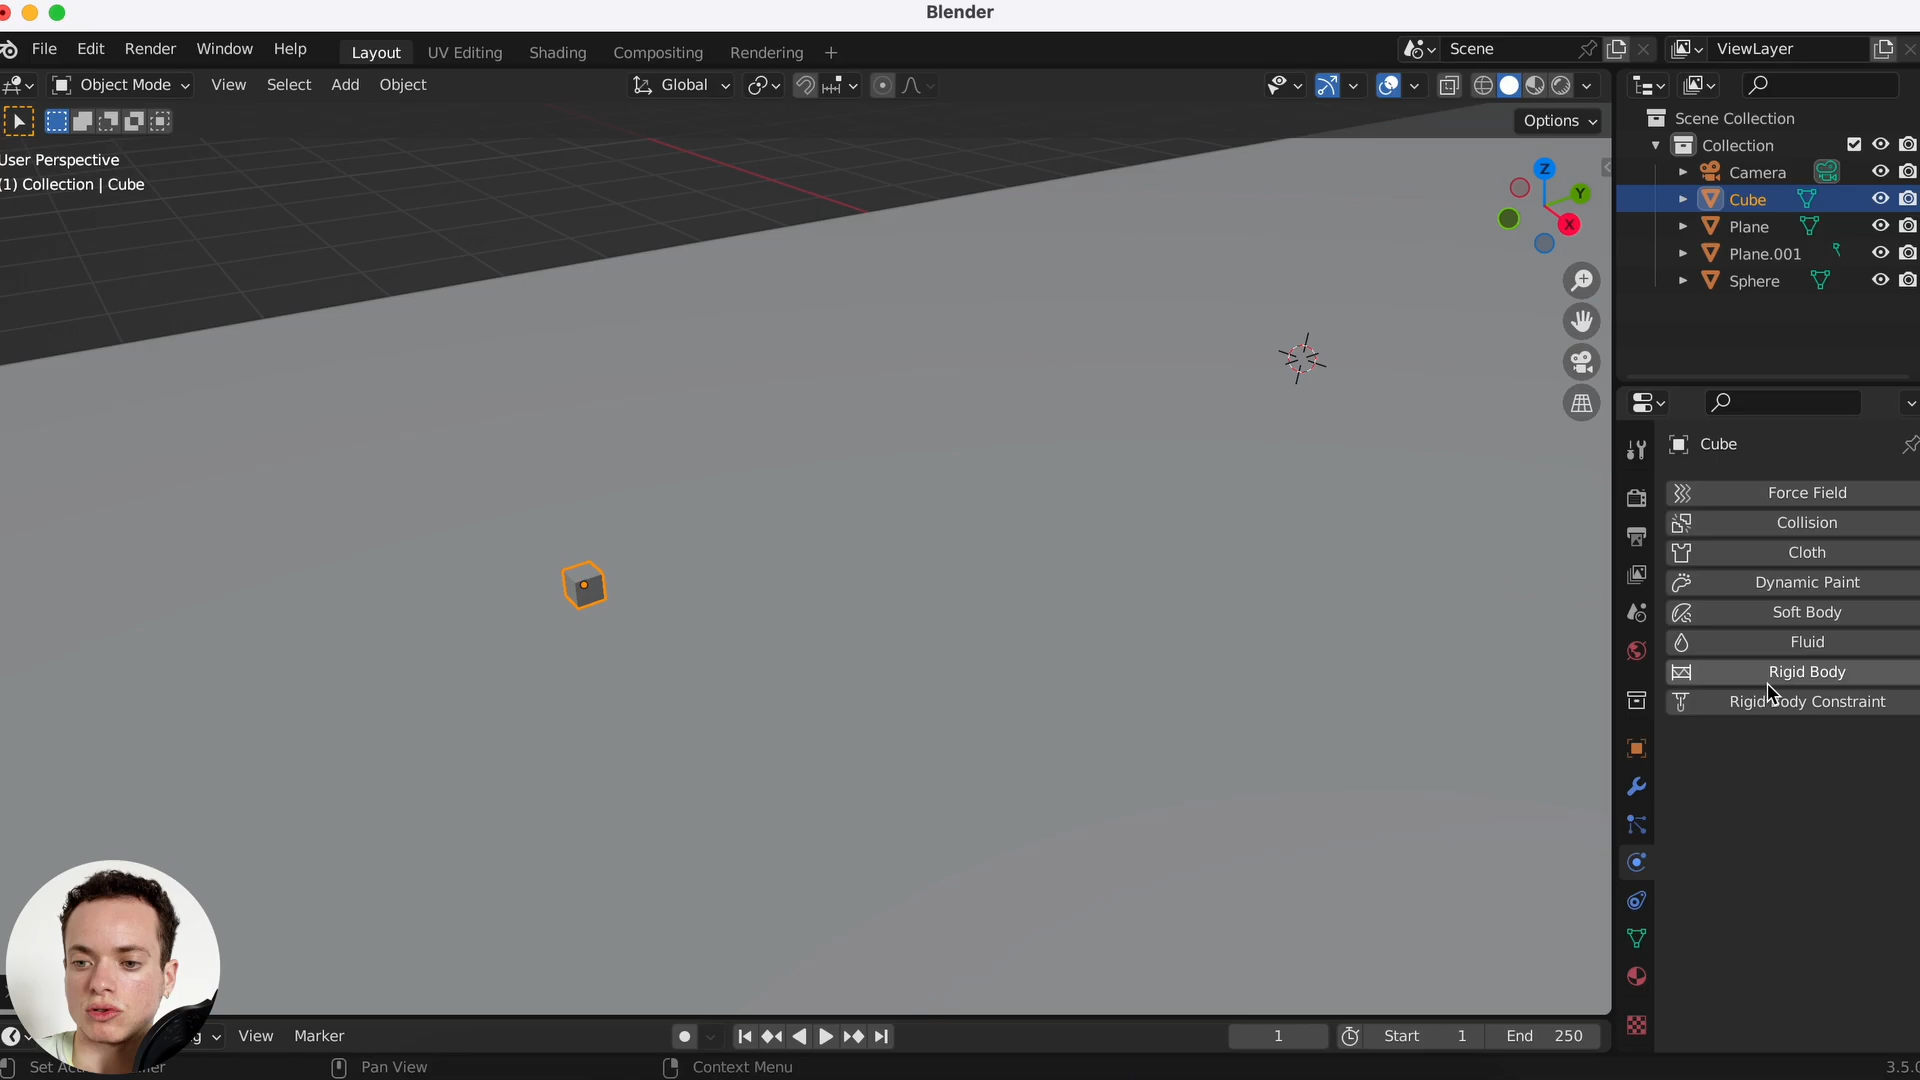 Blender
File Edit Render Window Help Layout UV Editing Shading Compositing Rendering + Scene ViewLayer
Object Mode View Select Add Object Global
Options
User Perspective
(1) Collection | Cube
Z
Y
X
Scene Collection
Collection
Camera
Cube
Plane
Plane.001
Sphere
Cube
Force Field
Collision
Cloth
Dynamic Paint
Soft Body
Fluid
Rigid Body
Rigid Body Constraint
View Marker 1 Start 1 End 250
Pan View Context Menu